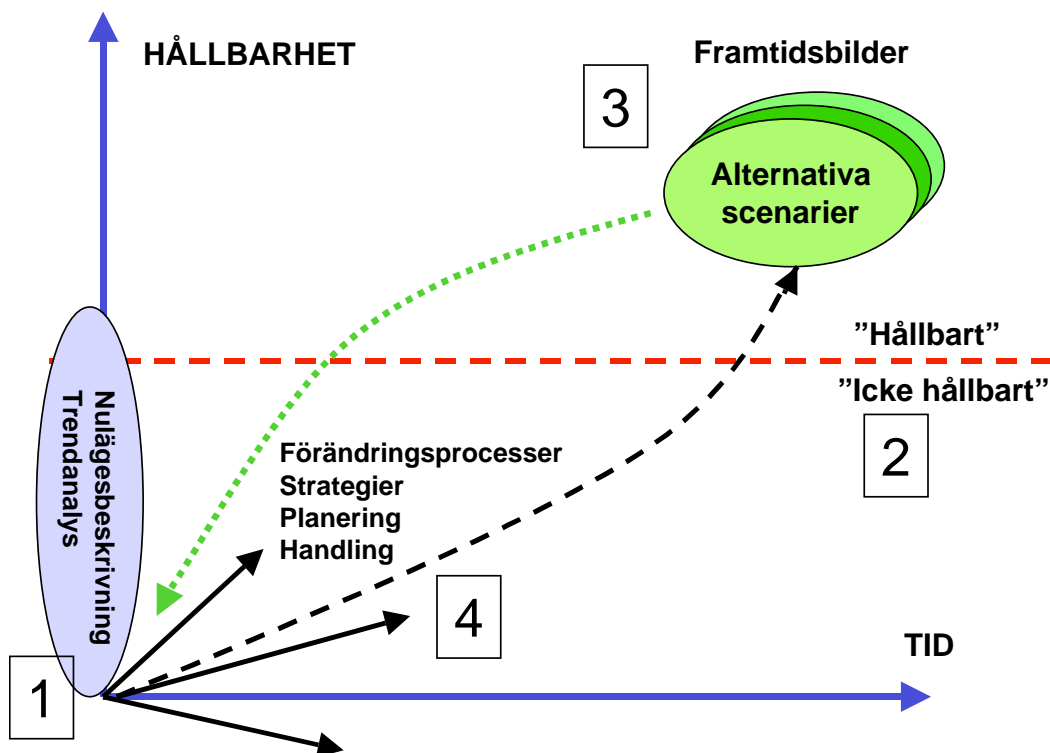 HÅLLBARHET
Framtidsbilder
3
Alternativa
scenarier
”Hållbart”
”Icke hållbart”
2
Nulägesbeskrivning
Trendanalys
Förändringsprocesser
Strategier
Planering
Handling
4
TID
1